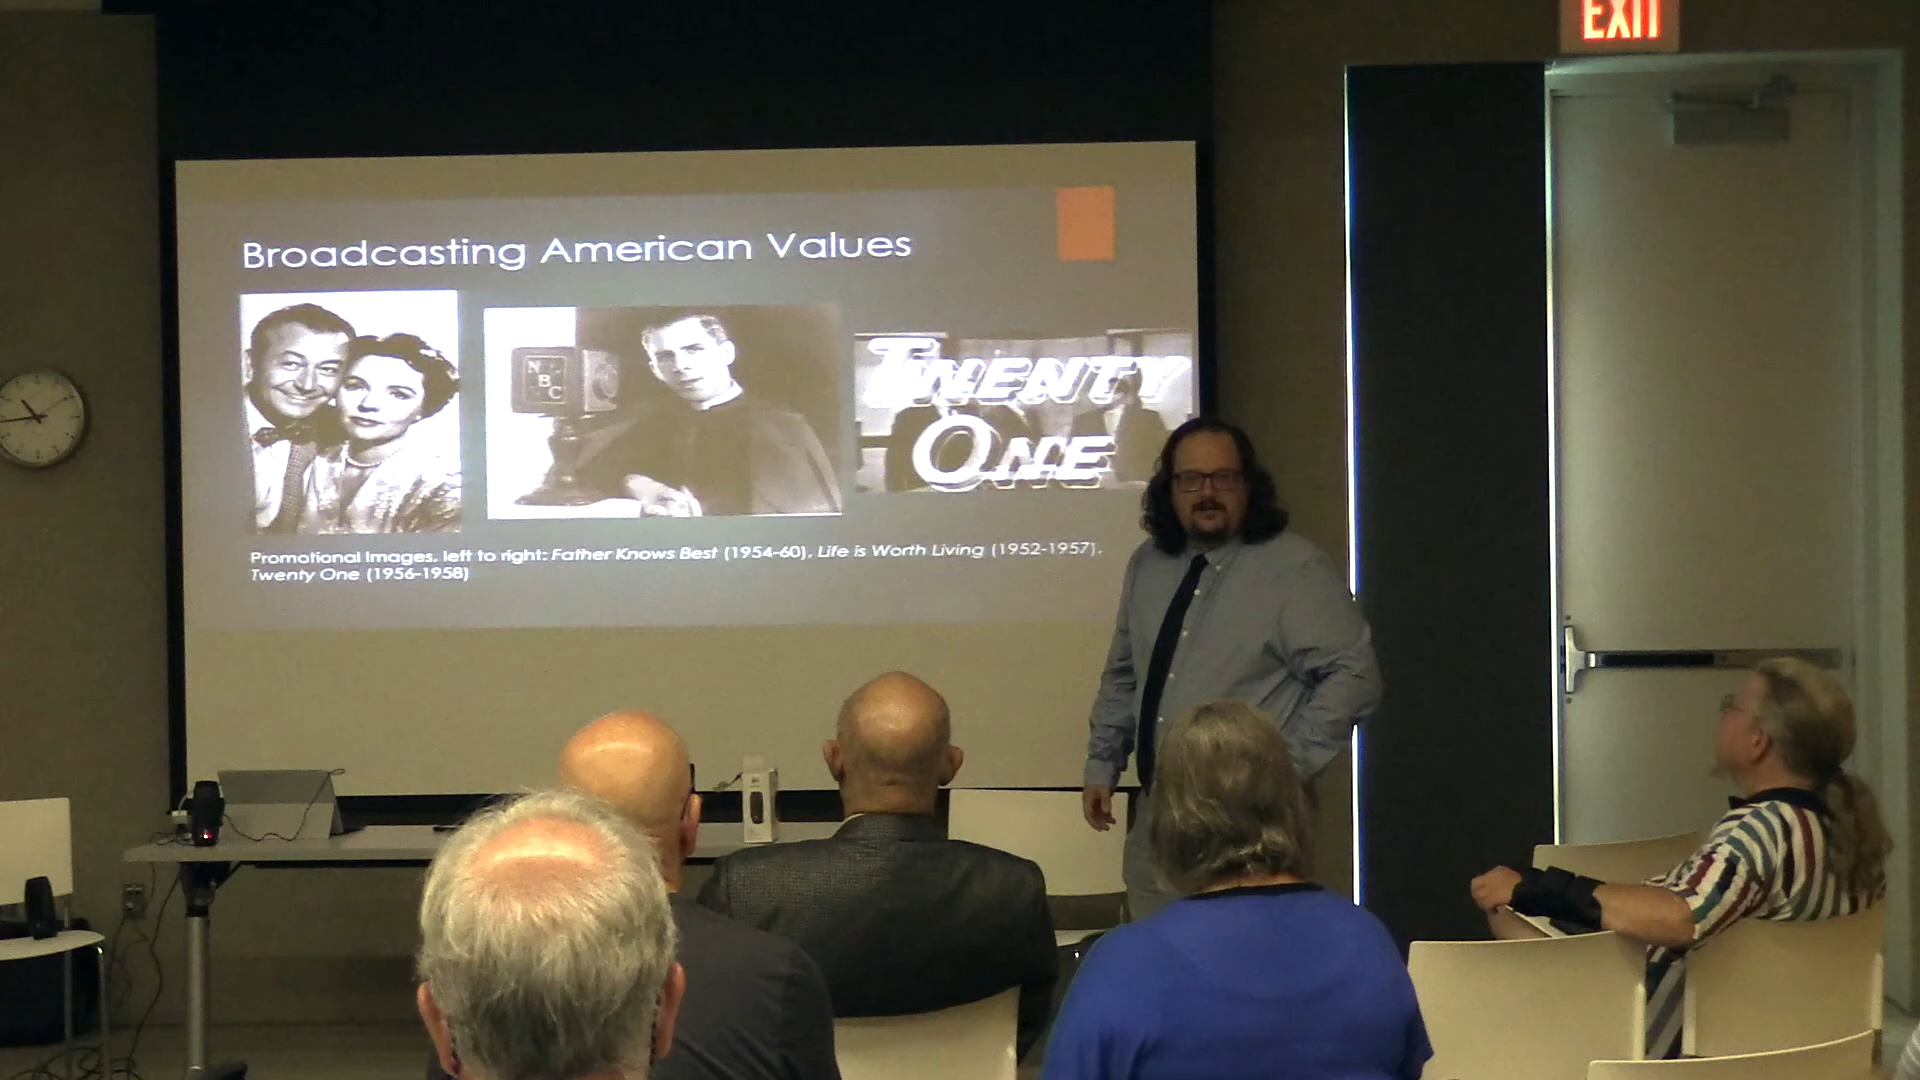 EXIT
Broadcasting American Values
NBC
TWENTY
ONE
Promotional Images, left to right: Father Knows Best (1954-60), Life is Worth Living (1952-1957),
Twenty One (1956-1958)